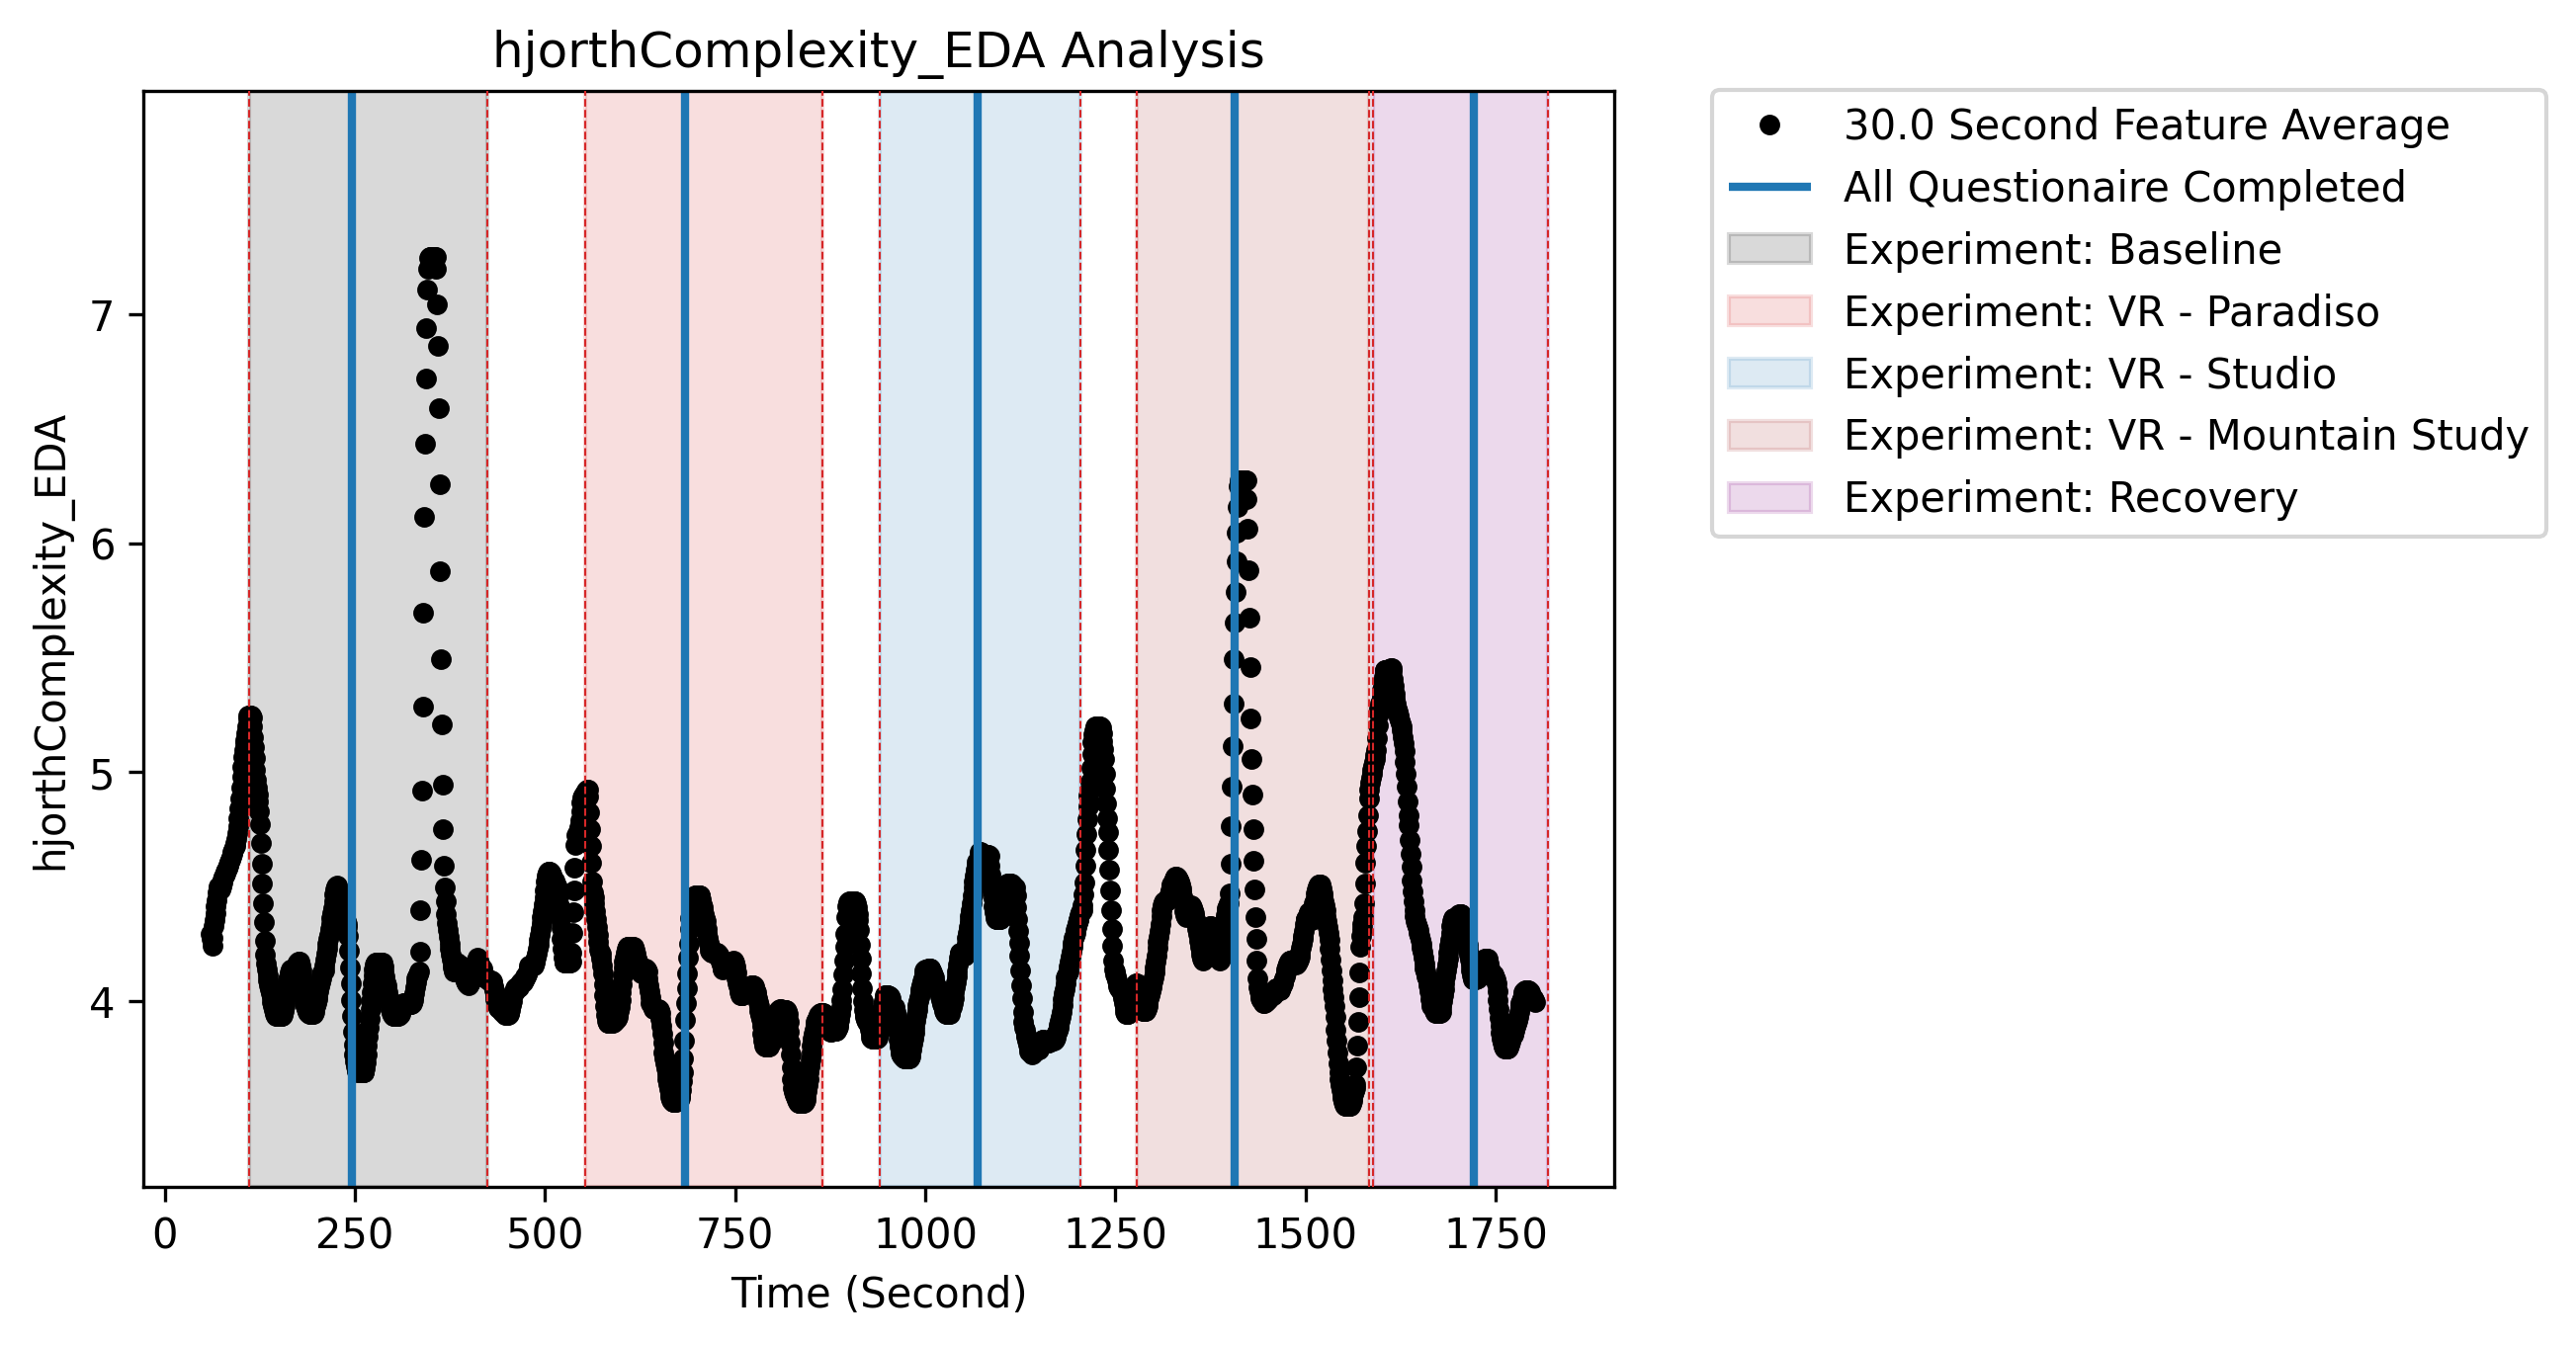 hjorthComplexity_EDA Analysis
hjorthComplexity_EDA
7
6
5
4
0 250 500 750 1000 1250 1500 1750
Time (Second)
30.0 Second Feature Average
All Questionaire Completed
Experiment: Baseline
Experiment: VR - Paradiso
Experiment: VR - Studio
Experiment: VR - Mountain Study
Experiment: Recovery